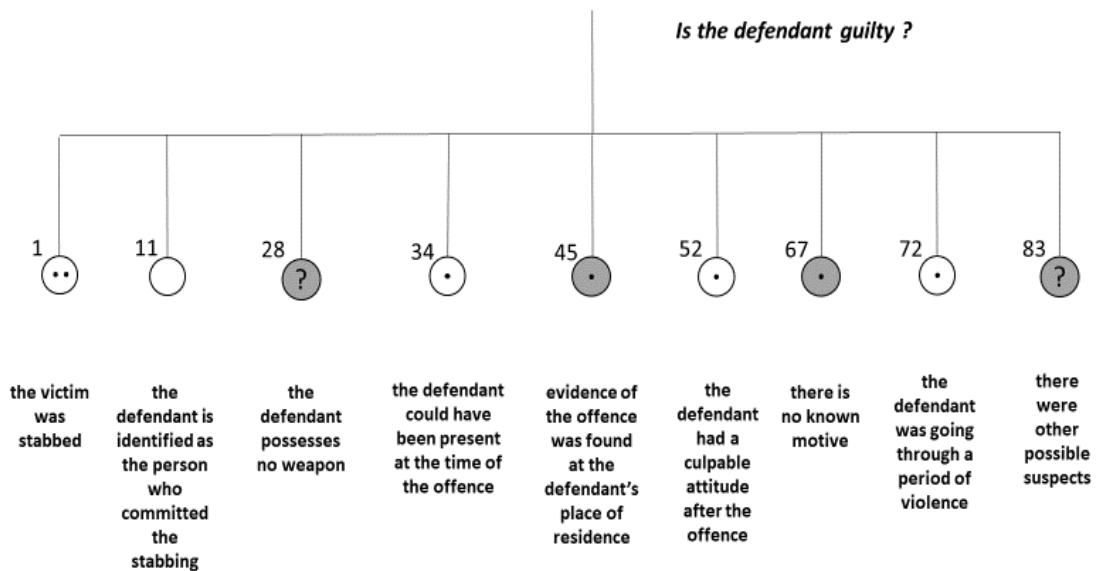 Is the defendant guilty ?
1
11
28
34
45
52
67
72
83
?
?
the victim
was
stabbed
the
defendant is
identified as
the person
who
committed
the
stabbing
the
defendant
possesses
no weapon
the defendant
could have
been present
at the time of
the offence
evidence of
the offence
was found
at the
defendant's
place of
residence
the
defendant
had a
culpable
attitude
after the
offence
there is
no known
motive
the
defendant
was going
through a
period of
violence
there
were
other
possible
suspects